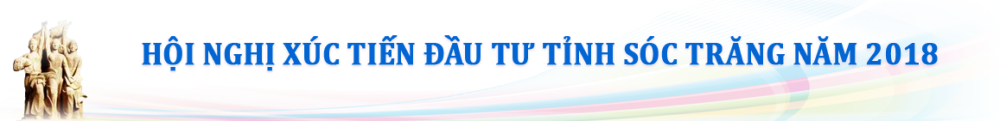 HỘI NGHỊ XÚC TIẾN ĐẦU TƯ TỈNH SÓC TRĂNG NĂM 2018